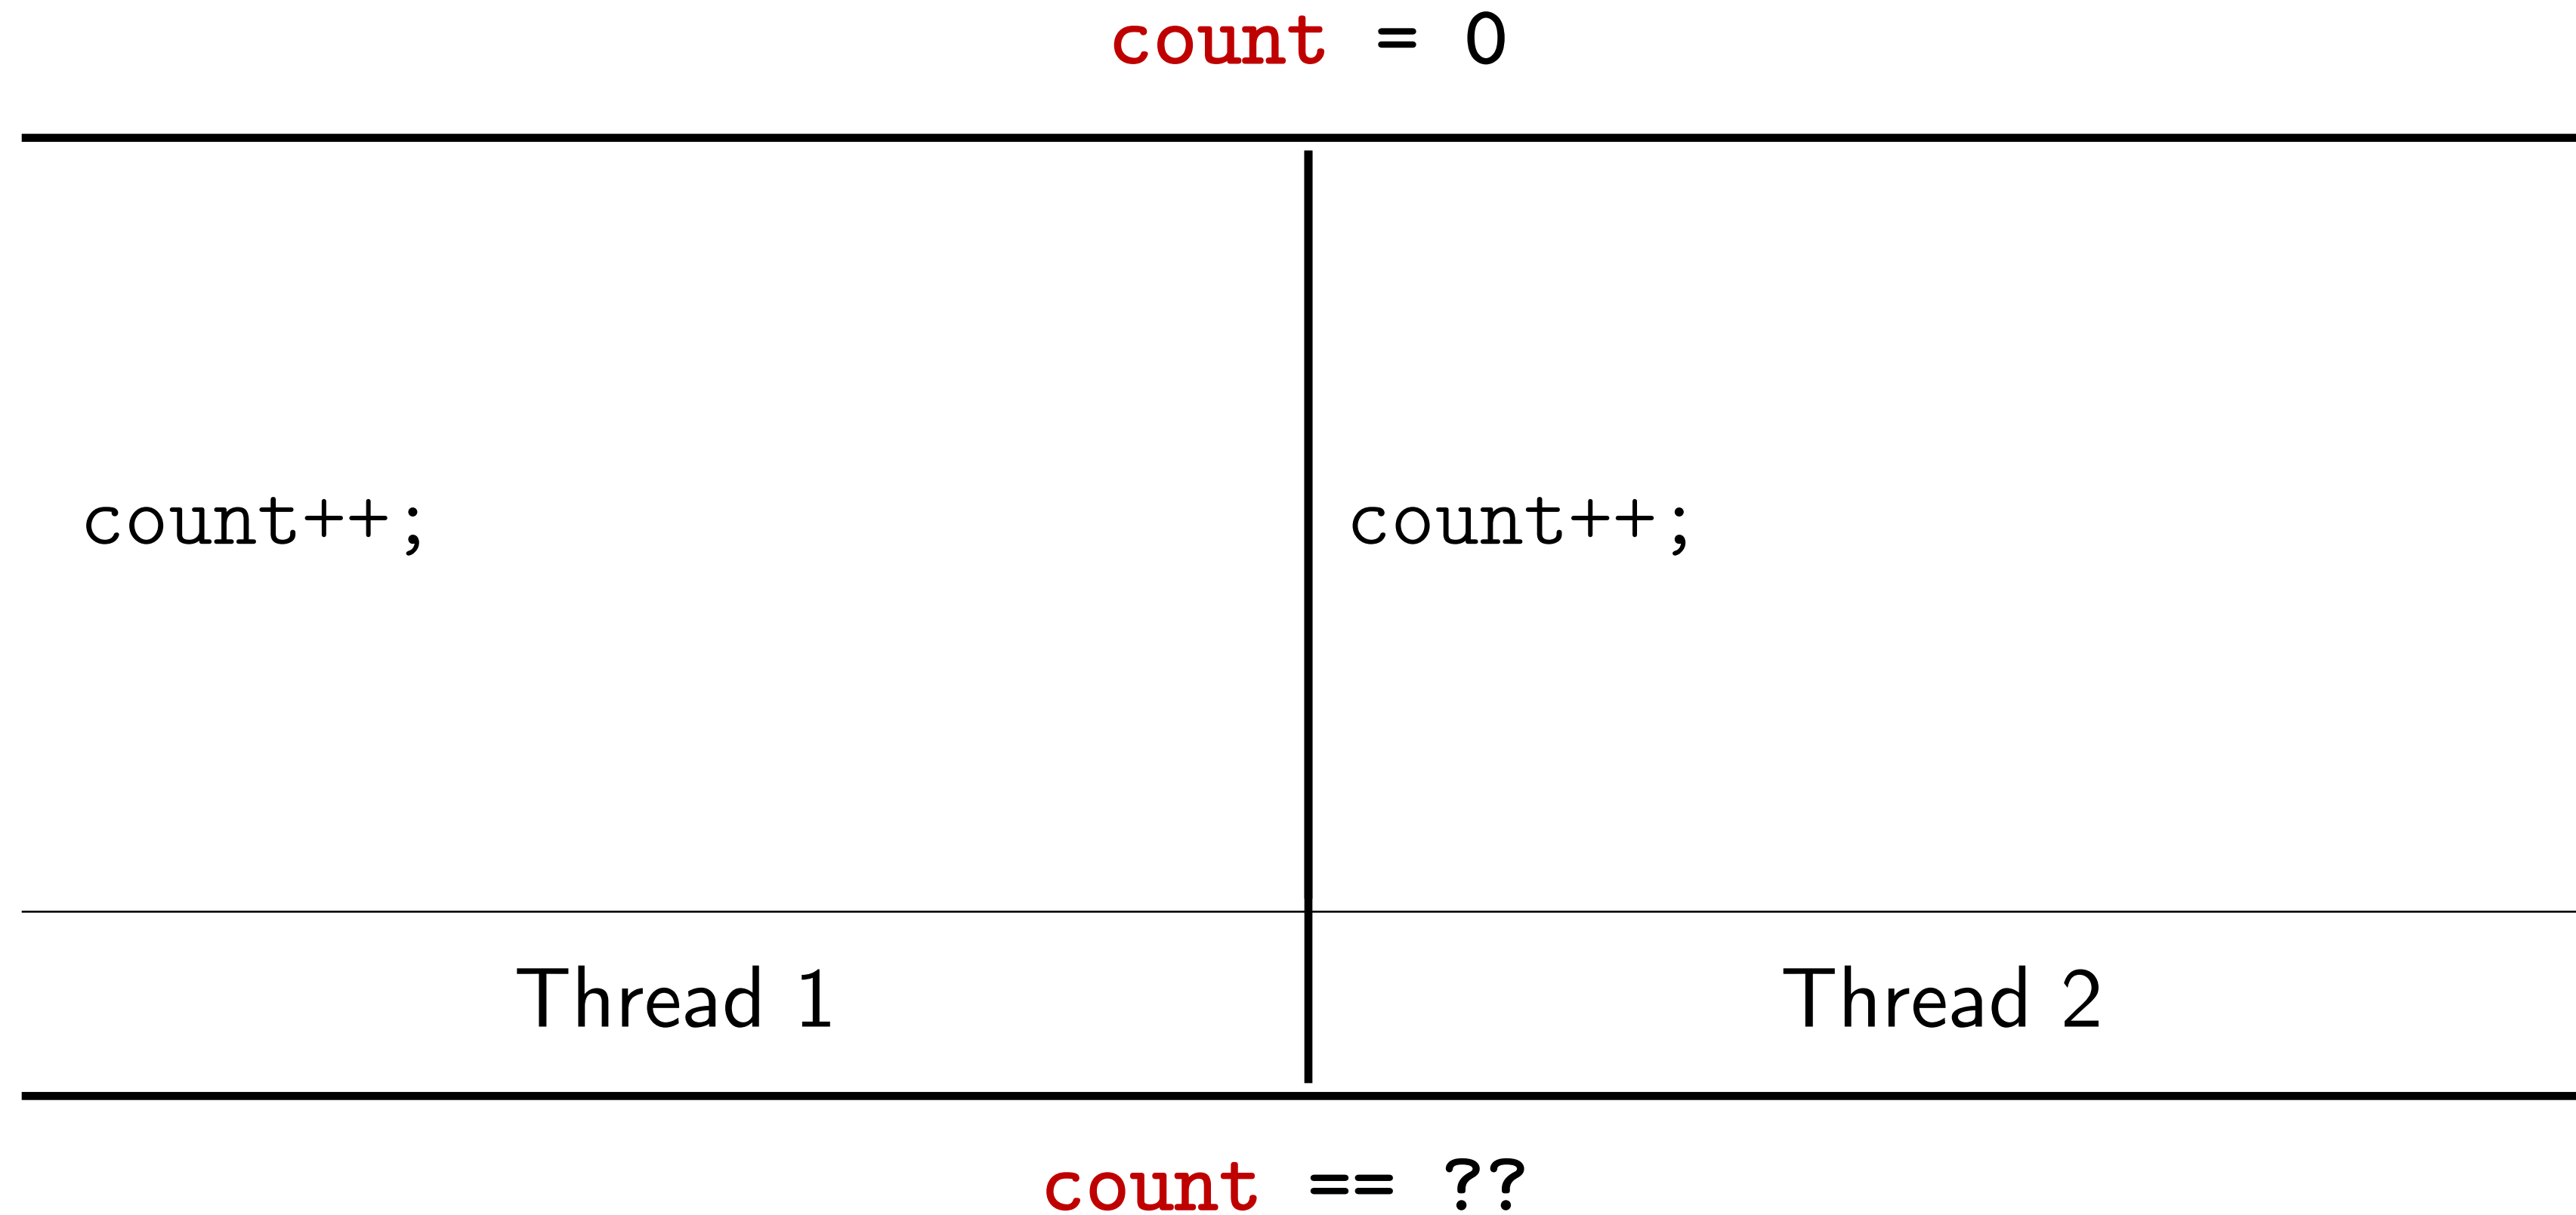 count = 0
count++; count++;
Thread 1 Thread 2
count == ??